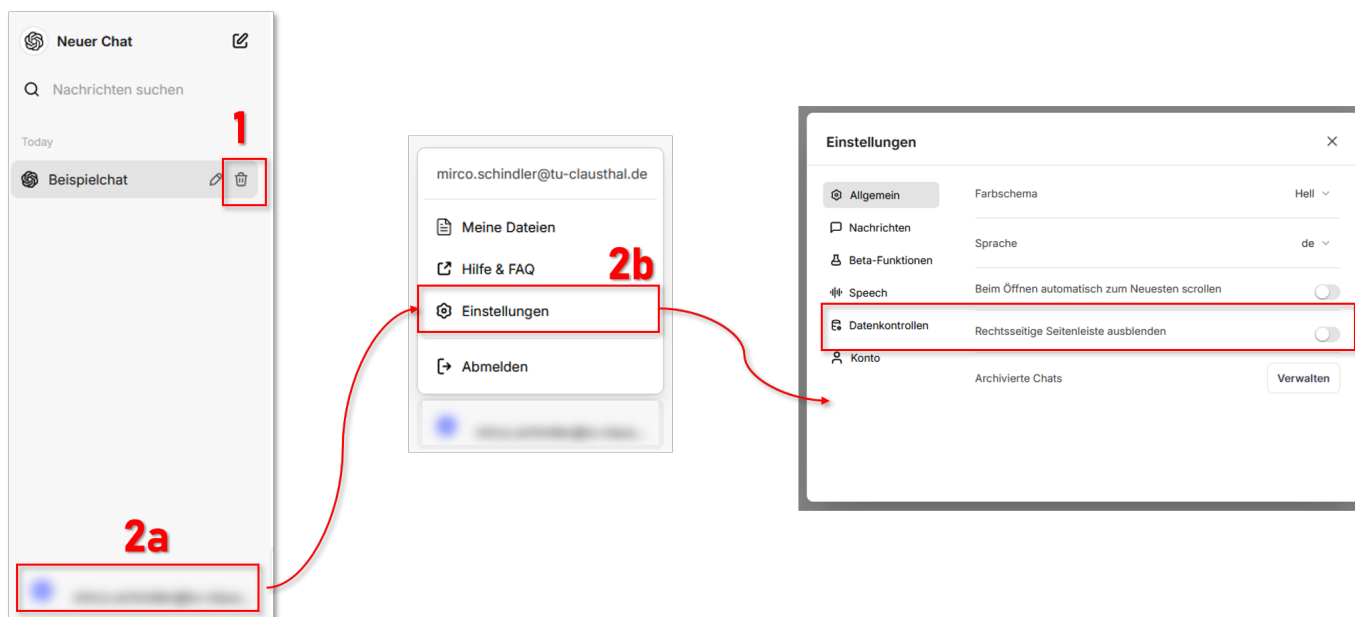 Neuer Chat
Nachrichten suchen
Today
1
Beispielchat
2a
mirco.schindler@tu-clausthal.de
Meine Dateien
Hilfe & FAQ
2b
Einstellungen
Abmelden
Einstellungen
Allgemein
Nachrichten
Beta-Funktionen
Speech
Datenkontrollen
Konto
Farbschema
Hell
Sprache
de
Beim Öffnen automatisch zum Neuesten scrollen
Rechtsseitige Seitenleiste ausblenden
Archivierte Chats
Verwalten